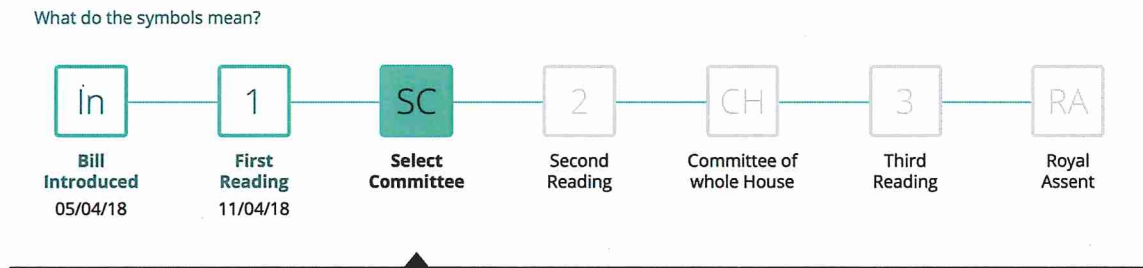 What do the symbols mean?
In
1
SC
2
CH
3
RA
Bill
Introduced
05/04/18
First
Reading
11/04/18
Select
Committee
Second
Reading
Committee of
whole House
Third
Reading
Royal
Assent